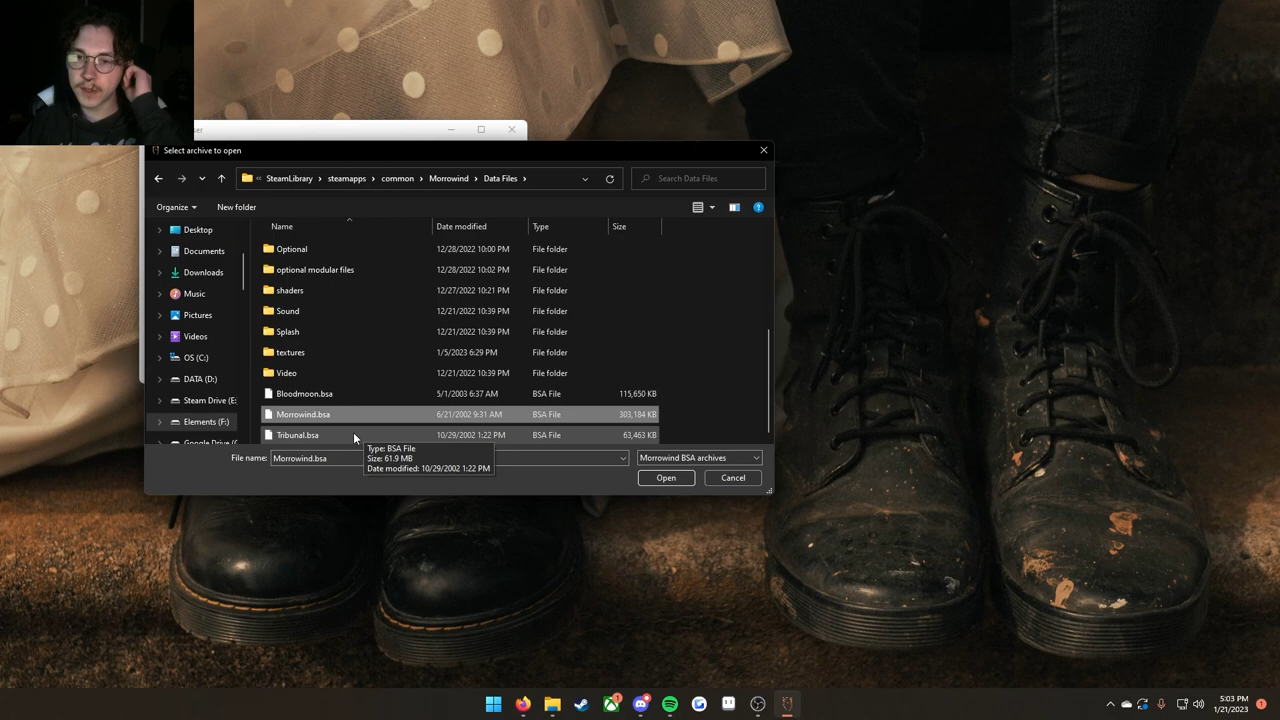 ser
Select archive to open
« SteamLibrary › steamapps › common › Morrowind › Data Files ›
Search Data Files
Organize
New folder
Name
Date modified
Type
Size
Desktop
Documents
Downloads
Music
Pictures
Videos
OS (C:)
DATA (D:)
Steam Drive (E:
Elements (F:)
Optional 12/28/2022 10:00 PM File folder
optional modular files 12/28/2022 10:02 PM File folder
shaders 12/27/2022 10:21 PM File folder
Sound 12/21/2022 10:39 PM File folder
Splash 12/21/2022 10:39 PM File folder
textures 1/5/2023 6:29 PM File folder
Video 12/21/2022 10:39 PM File folder
Bloodmoon.bsa 5/1/2003 6:37 AM BSA File 115,650 KB
Morrowind.bsa 6/21/2002 9:31 AM BSA File 303,184 KB
Tribunal.bsa 10/29/2002 1:22 PM BSA File 63,463 KB
Type: BSA File
Size: 61.9 MB
Date modified: 10/29/2002 1:22 PM
File name: Morrowind.bsa
Morrowind BSA archives
Open
Cancel
5:03 PM
1/21/2023